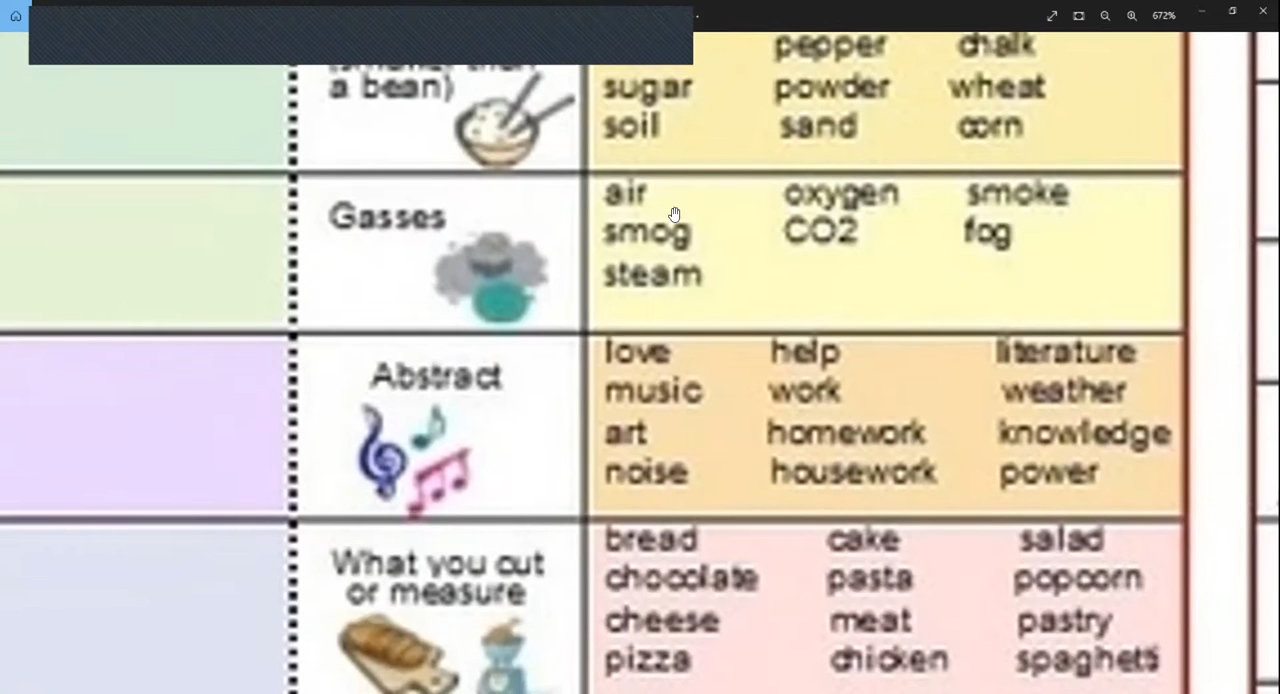 672%
pepper chalk
a bean)
sugar powder wheat
soil sand corn
Gasses
air oxygen smoke
smog CO2 fog
steam
Abstract
love help literature
music work weather
art homework knowledge
noise housework power
What you cut
or measure
bread cake salad
chocolate pasta popcorn
cheese meat pastry
pizza chicken spaghetti